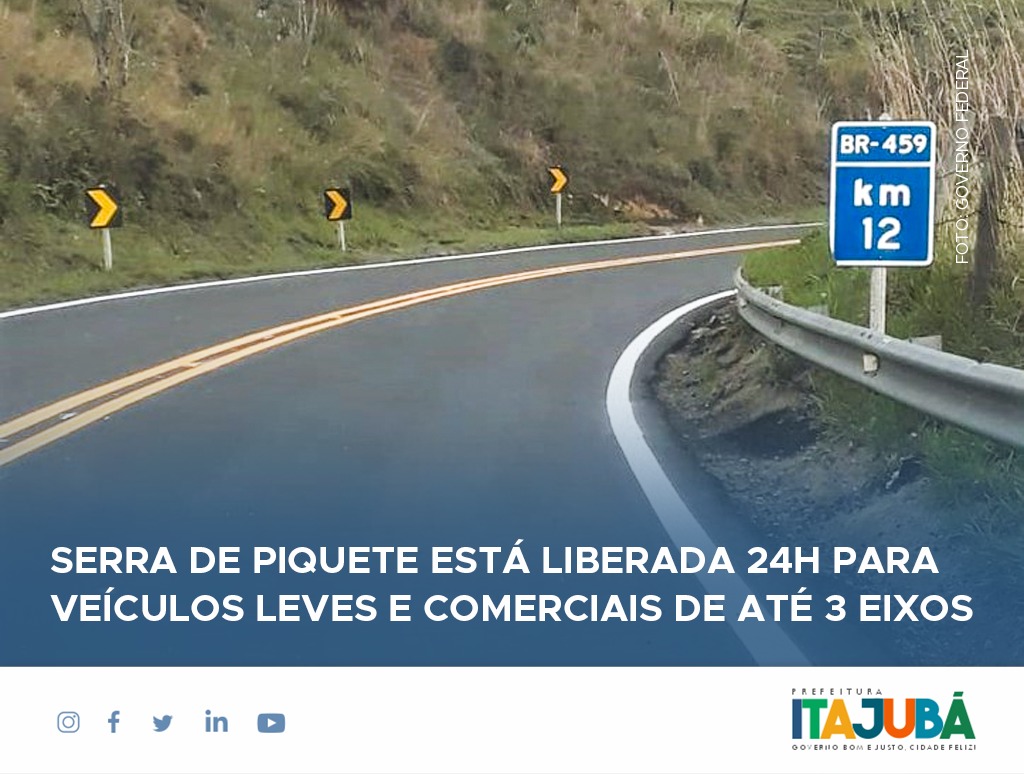 BR-459
km
12
FOTO: GOVERNO FEDERAL
SERRA DE PIQUETE ESTÁ LIBERADA 24H PARA
VEÍCULOS LEVES E COMERCIAIS DE ATÉ 3 EIXOS
PREFEITURA
ITAJUBÁ
GOVERNO BOM E JUSTO, CIDADE FELIZ!